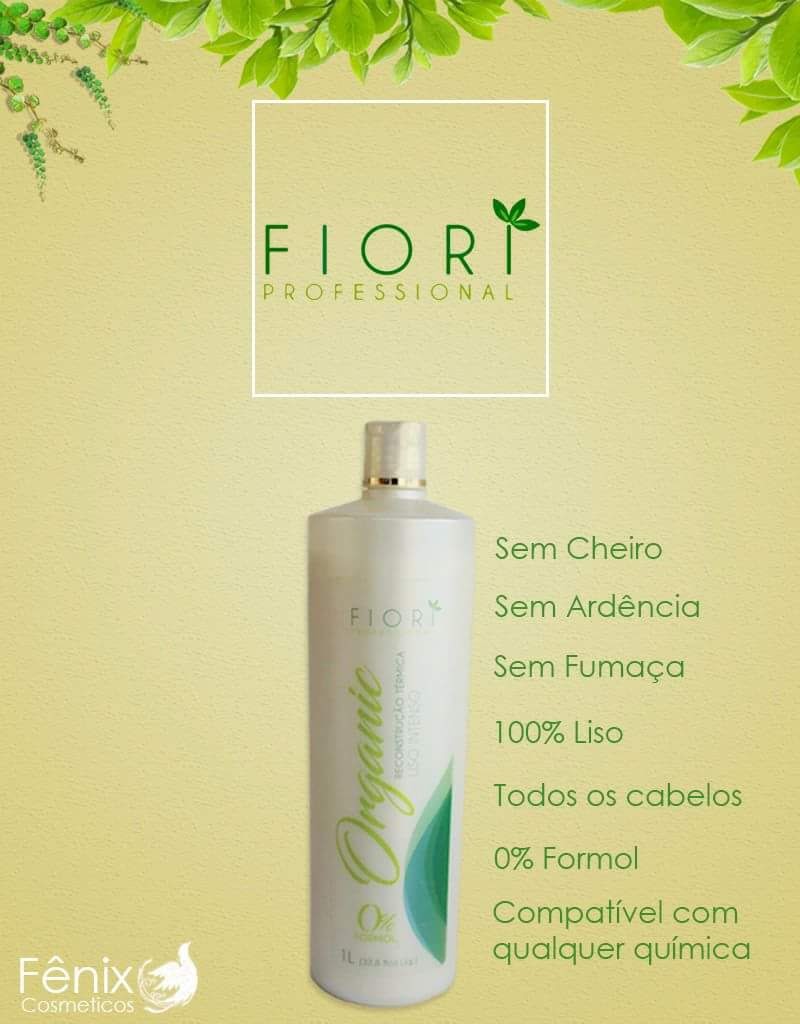 FIORI
PROFESSIONAL
FIORI
PROFESSIONAL
Organic
RECONSTRUÇÃO TÉRMICA
LISO INTENSO
0%
FORMOL
1L
Sem Cheiro
Sem Ardência
Sem Fumaça
100% Liso
Todos os cabelos
0% Formol
Compatível com
qualquer química
Fênix
Cosmeticos